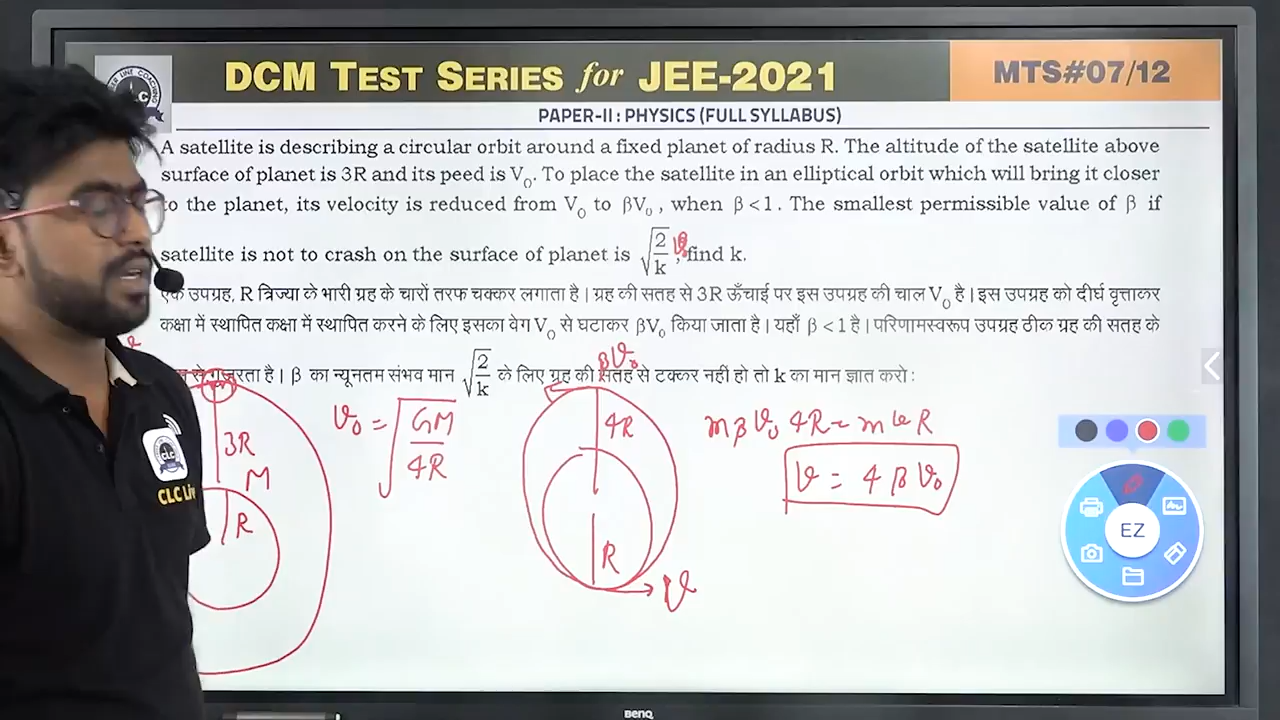 DCM TEST SERIES for JEE-2021
MTS#07/12
PAPER-II : PHYSICS (FULL SYLLABUS)
A satellite is describing a circular orbit around a fixed planet of radius R. The altitude of the satellite above
surface of planet is 3R and its peed is V₀. To place the satellite in an elliptical orbit which will bring it closer
to the planet, its velocity is reduced from V₀ to βV₀, when β < 1. The smallest permissible value of β if
satellite is not to crash on the surface of planet is √(2/k), find k.
एक उपग्रह, R त्रिज्या के भारी ग्रह के चारों तरफ चक्कर लगाता है। ग्रह की सतह से 3R ऊँचाई पर इस उपग्रह की चाल V₀ है। इस उपग्रह को दीर्घ वृत्ताकार
कक्षा में स्थापित कक्षा में स्थापित करने के लिए इसका वेग V₀ से घटाकर βV₀ किया जाता है। यहाँ β < 1 है। परिणामस्वरूप उपग्रह ठीक ग्रह की सतह के
से गुजरता है। β का न्यूनतम संभव मान √(2/k) के लिए ग्रह की सतह से टक्कर नहीं हो तो k का मान ज्ञात करो :
βV₀
V₀ = √(GM/4R)
3R
M
R
4R
R
V
mβV₀ 4R = mVR
V = 4βV₀
CLC
CLC Live
EZ
BenQ